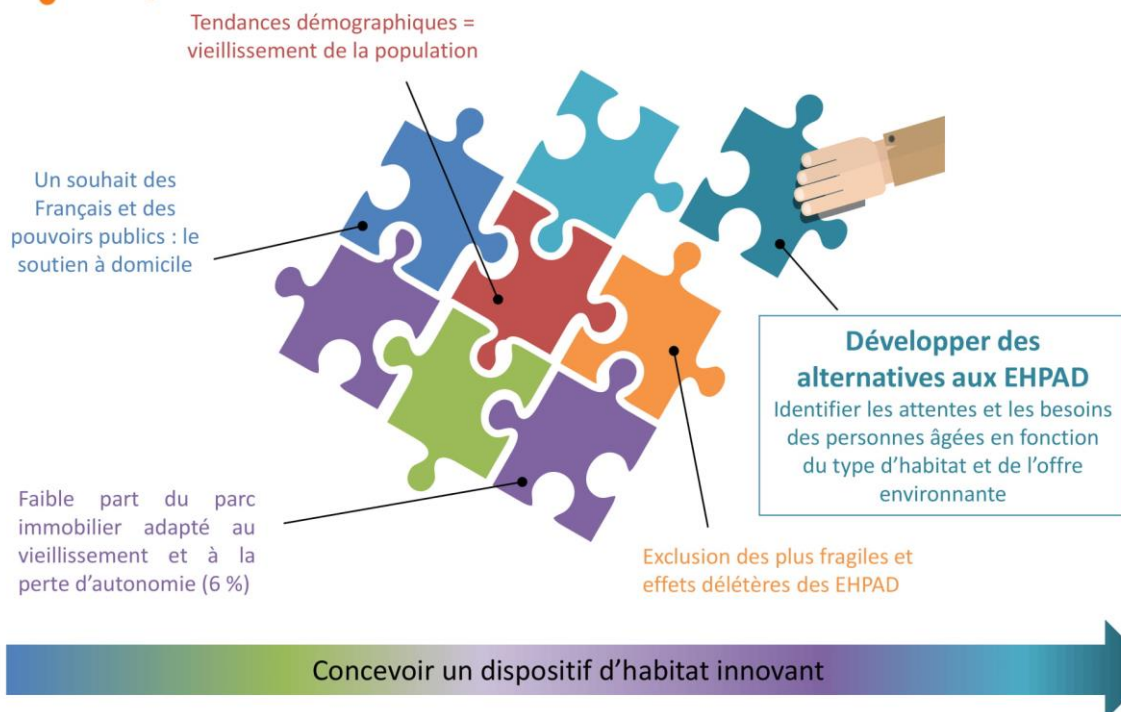 Tendances démographiques =
vieillissement de la population
Un souhait des
Français et des
pouvoirs publics : le
soutien à domicile
Développer des
alternatives aux EHPAD
Identifier les attentes et les besoins
des personnes âgées en fonction
du type d’habitat et de l’offre
environnante
Faible part du parc
immobilier adapté au
vieillissement et à la
perte d’autonomie (6 %)
Exclusion des plus fragiles et
effets délétères des EHPAD
Concevoir un dispositif d’habitat innovant